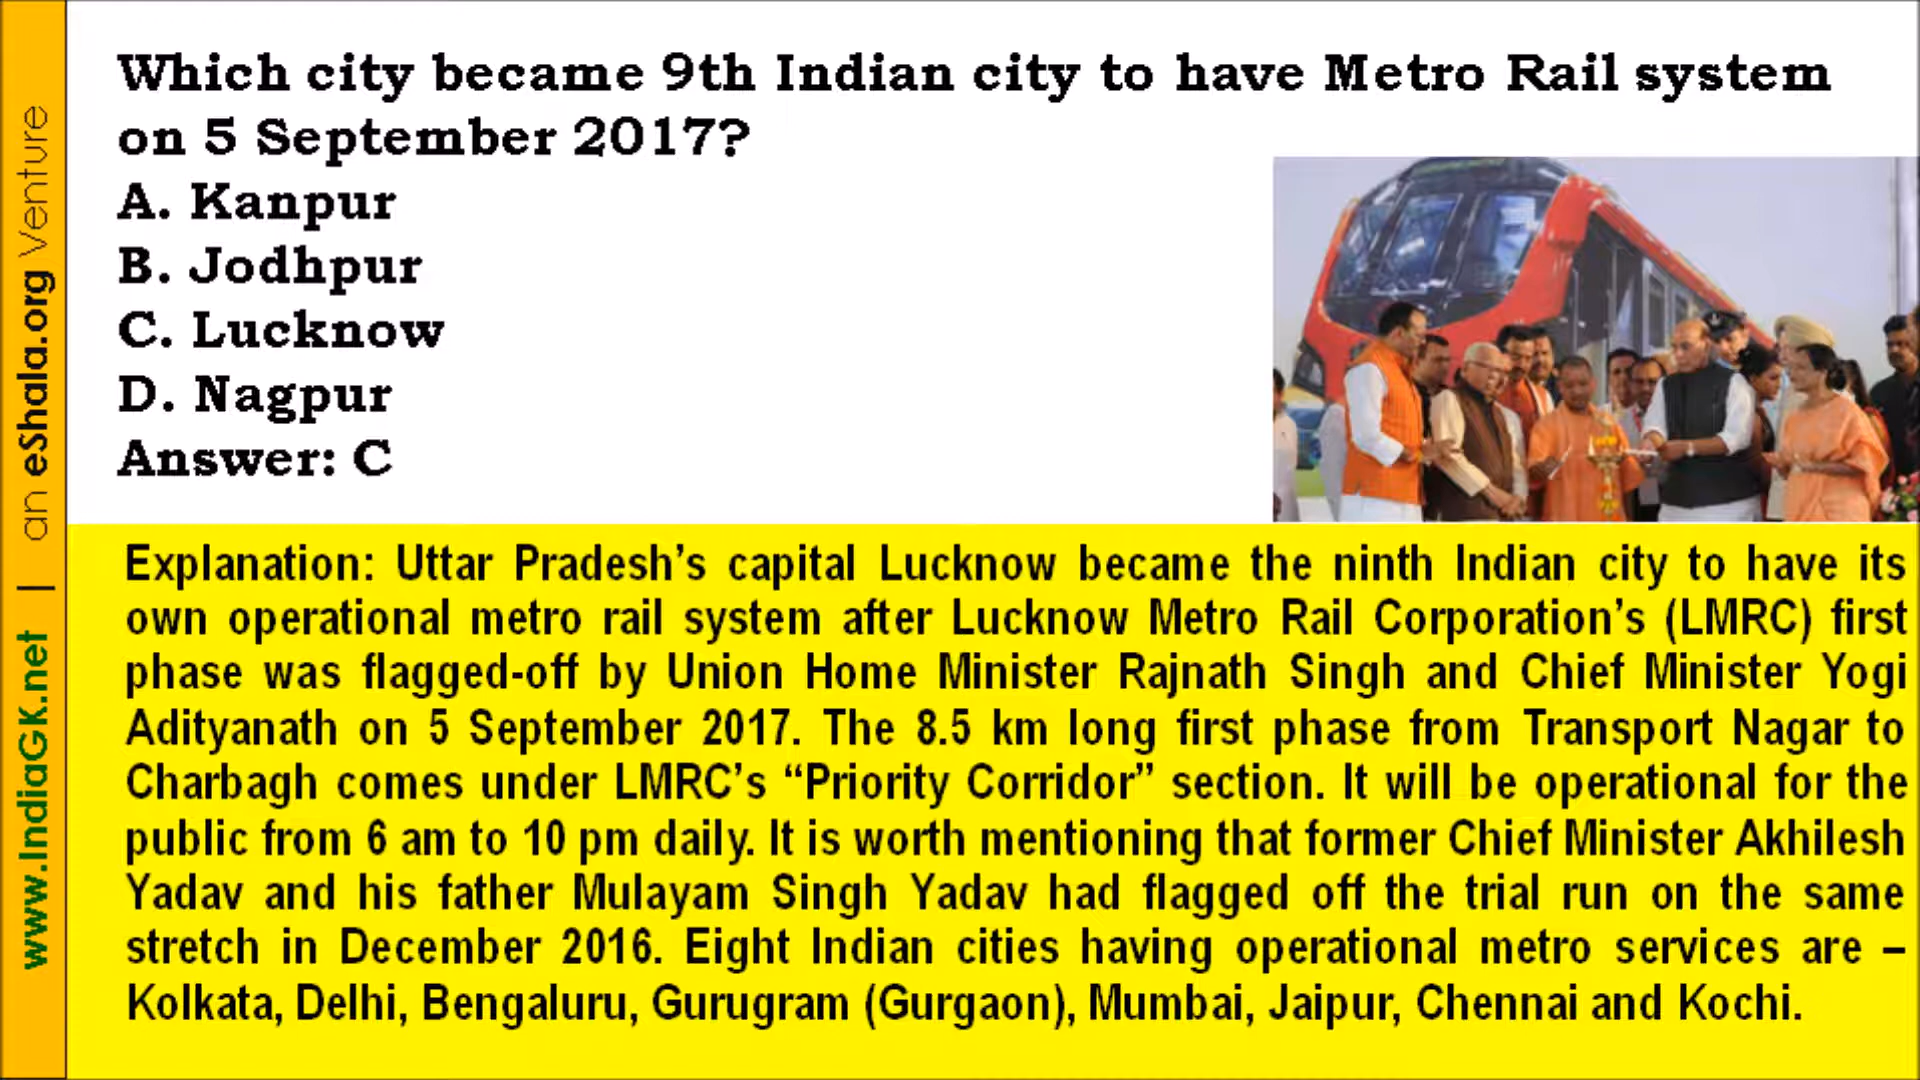 Which city became 9th Indian city to have Metro Rail system
on 5 September 2017?
A. Kanpur
B. Jodhpur
C. Lucknow
D. Nagpur
Answer: C
Explanation: Uttar Pradesh’s capital Lucknow became the ninth Indian city to have its
own operational metro rail system after Lucknow Metro Rail Corporation’s (LMRC) first
phase was flagged-off by Union Home Minister Rajnath Singh and Chief Minister Yogi
Adityanath on 5 September 2017. The 8.5 km long first phase from Transport Nagar to
Charbagh comes under LMRC’s “Priority Corridor” section. It will be operational for the
public from 6 am to 10 pm daily. It is worth mentioning that former Chief Minister Akhilesh
Yadav and his father Mulayam Singh Yadav had flagged off the trial run on the same
stretch in December 2016. Eight Indian cities having operational metro services are –
Kolkata, Delhi, Bengaluru, Gurugram (Gurgaon), Mumbai, Jaipur, Chennai and Kochi.
www.IndiaGK.net | an eShala.org Venture